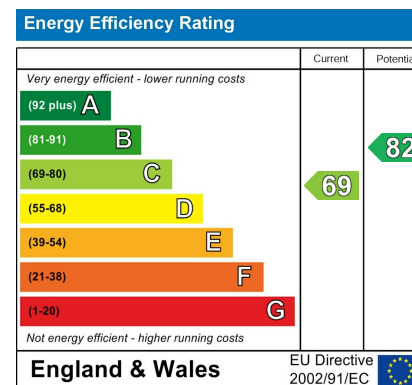 Energy Efficiency Rating
Current Potentia
Very energy efficient - lower running costs
(92 plus) A
(81-91) B
(69-80) C
(55-68) D
(39-54) E
(21-38) F
(1-20) G
69
82
Not energy efficient - higher running costs
England & Wales
EU Directive
2002/91/EC